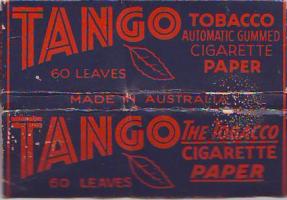 TANGO
TOBACCO
AUTOMATIC GUMMED
CIGARETTE
PAPER
60 LEAVES
MADE IN AUSTRALIA
TANGO
THE TOBACCO
CIGARETTE
PAPER
60 LEAVES